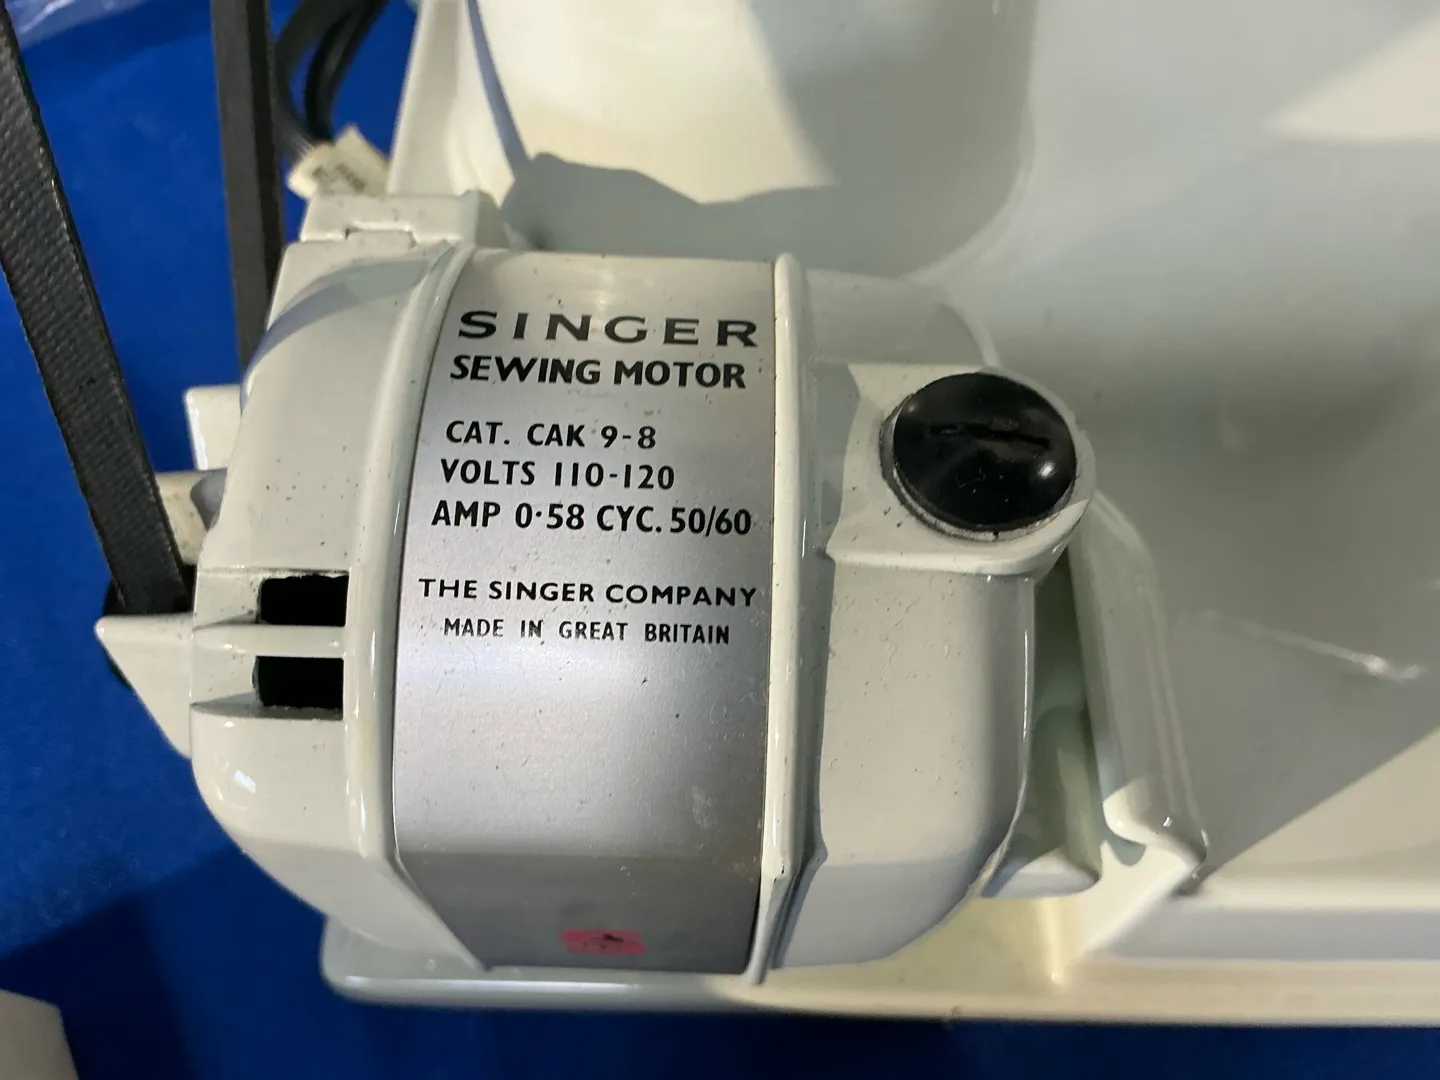 SINGER
SEWING MOTOR
CAT. CAK 9-8
VOLTS 110-120
AMP 0·58 CYC. 50/60
THE SINGER COMPANY
MADE IN GREAT BRITAIN